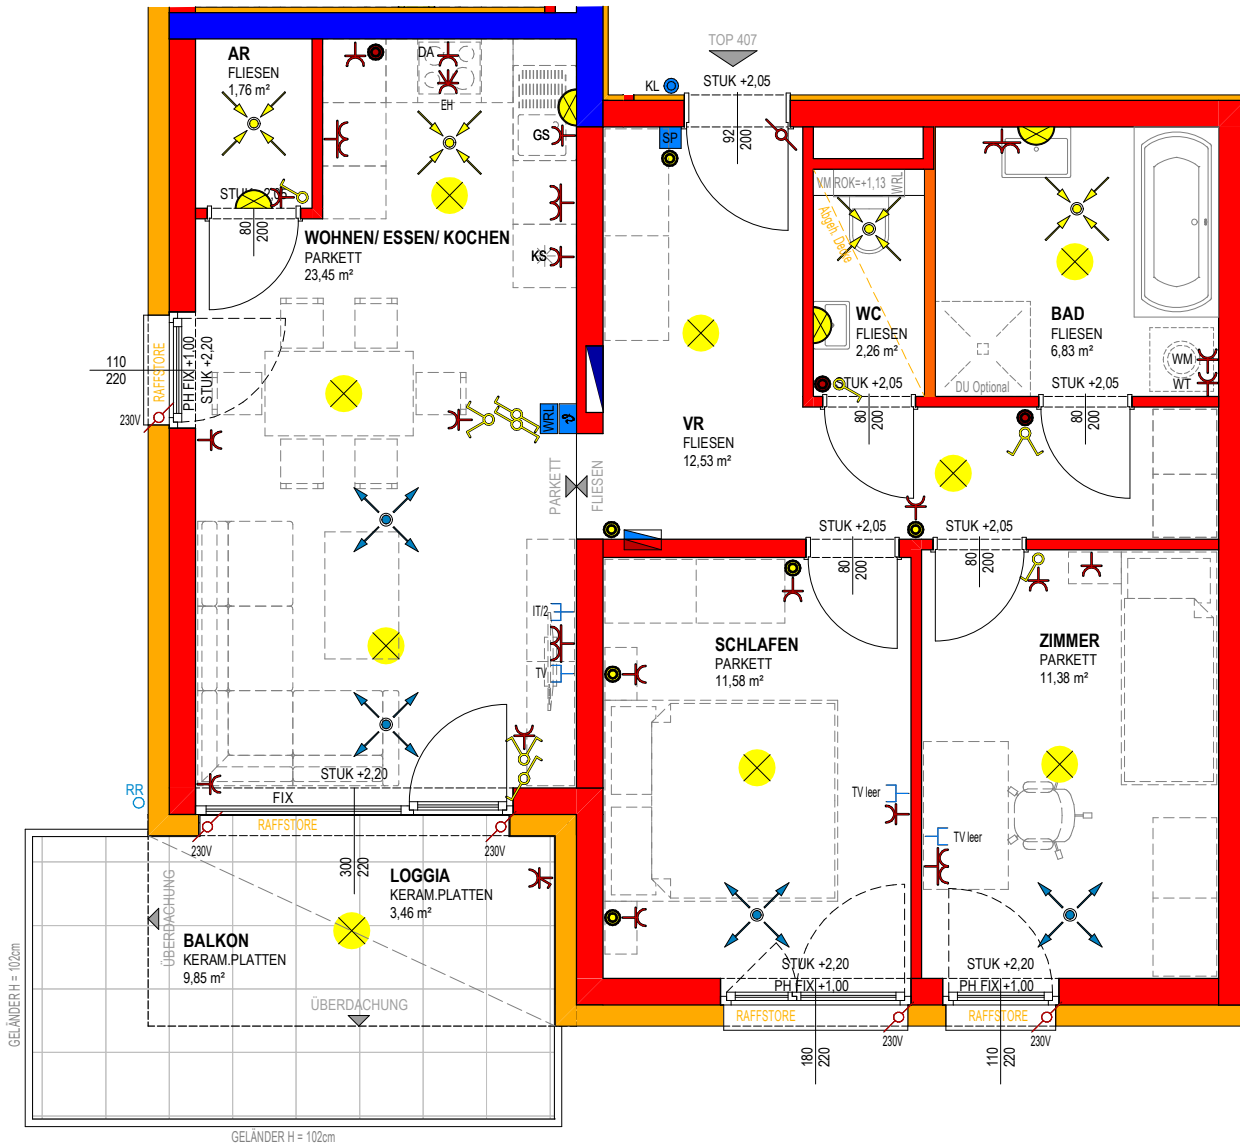 TOP 407
AR
FLIESEN
1,76 m²
DA
EH
GS
KS
KL
STUK +2,05
SP
92
200
VM ROK=+1,13
WRL
Abgeh. Decke
80
200
WOHNEN/ ESSEN/ KOCHEN
PARKETT
23,45 m²
WC
FLIESEN
2,26 m²
BAD
FLIESEN
6,83 m²
WM
WT
DU Optional
STUK +2,05
STUK +2,05
80
200
80
200
110
220
RAFFSTORE
PH FIX +1,00
STUK +2,20
230V
WRL
VR
FLIESEN
12,53 m²
PARKETT
FLIESEN
STUK +2,05
STUK +2,05
80
200
80
200
IT/2
TV
SCHLAFEN
PARKETT
11,58 m²
ZIMMER
PARKETT
11,38 m²
STUK +2,20
FIX
RR
RAFFSTORE
230V
230V
300
220
TV leer
TV leer
LOGGIA
KERAM.PLATTEN
3,46 m²
BALKON
KERAM.PLATTEN
9,85 m²
ÜBERDACHUNG
ÜBERDACHUNG
GELÄNDER H = 102cm
GELÄNDER H = 102cm
STUK +2,20
PH FIX +1,00
RAFFSTORE
230V
180
220
STUK +2,20
PH FIX +1,00
RAFFSTORE
230V
110
220